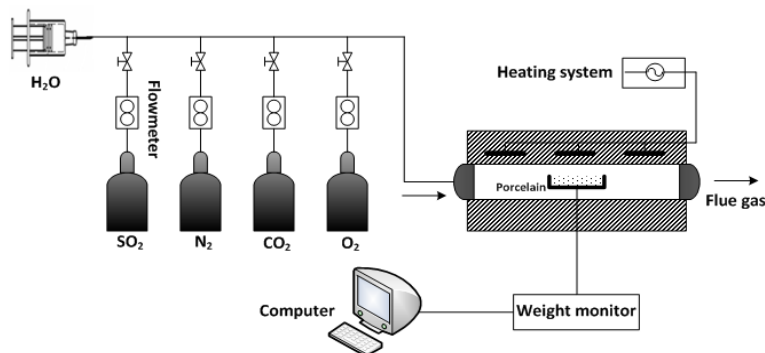 H₂O
Flowmeter
SO₂
N₂
CO₂
O₂
Heating system
Porcelain
Flue gas
Computer
Weight monitor